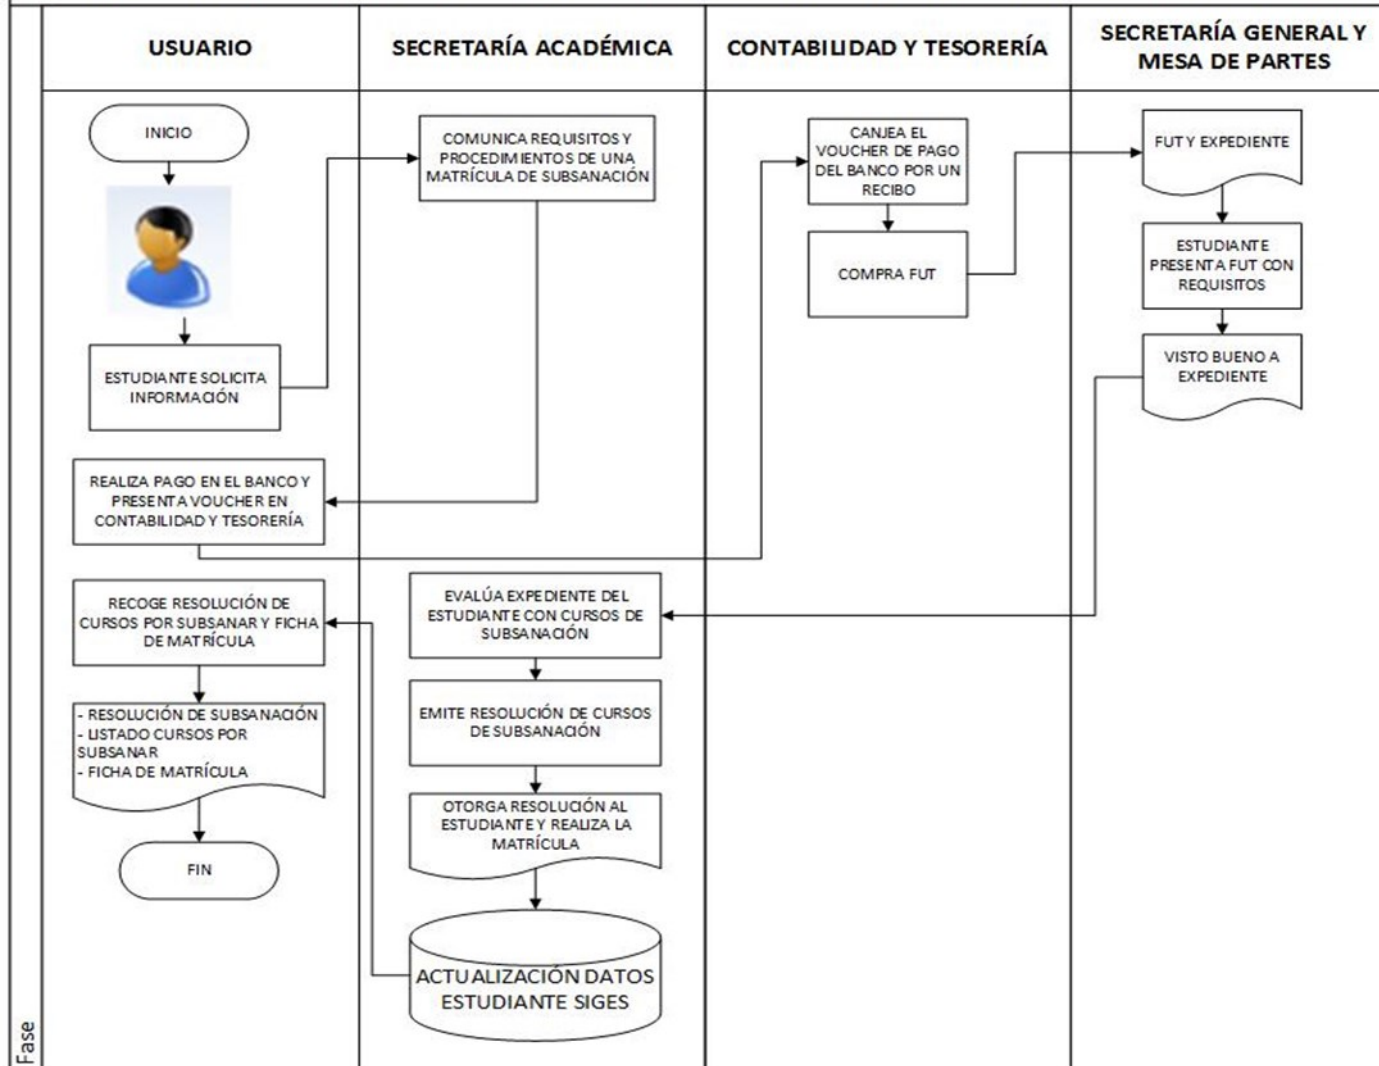 USUARIO
SECRETARÍA ACADÉMICA
CONTABILIDAD Y TESORERÍA
SECRETARÍA GENERAL Y
MESA DE PARTES
INICIO
ESTUDIANTE SOLICITA
INFORMACIÓN
COMUNICA REQUISITOS Y
PROCEDIMIENTOS DE UNA
MATRÍCULA DE SUBSANACIÓN
REALIZA PAGO EN EL BANCO Y
PRESENTA VOUCHER EN
CONTABILIDAD Y TESORERÍA
CANJEA EL
VOUCHER DE PAGO
DEL BANCO POR UN
RECIBO
COMPRA FUT
FUT Y EXPEDIENTE
ESTUDIANTE
PRESENTA FUT CON
REQUISITOS
VISTO BUENO A
EXPEDIENTE
EVALÚA EXPEDIENTE DEL
ESTUDIANTE CON CURSOS DE
SUBSANACIÓN
EMITE RESOLUCIÓN DE CURSOS
DE SUBSANACIÓN
OTORGA RESOLUCIÓN AL
ESTUDIANTE Y REALIZA LA
MATRÍCULA
ACTUALIZACIÓN DATOS
ESTUDIANTE SIGES
RECOGE RESOLUCIÓN DE
CURSOS POR SUBSANAR Y FICHA
DE MATRÍCULA
- RESOLUCIÓN DE SUBSANACIÓN
- LISTADO CURSOS POR
SUBSANAR
- FICHA DE MATRÍCULA
FIN
Fase